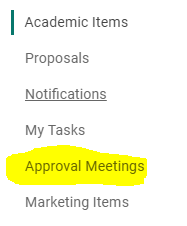 Academic Items
Proposals
Notifications
My Tasks
Approval Meetings
Marketing Items